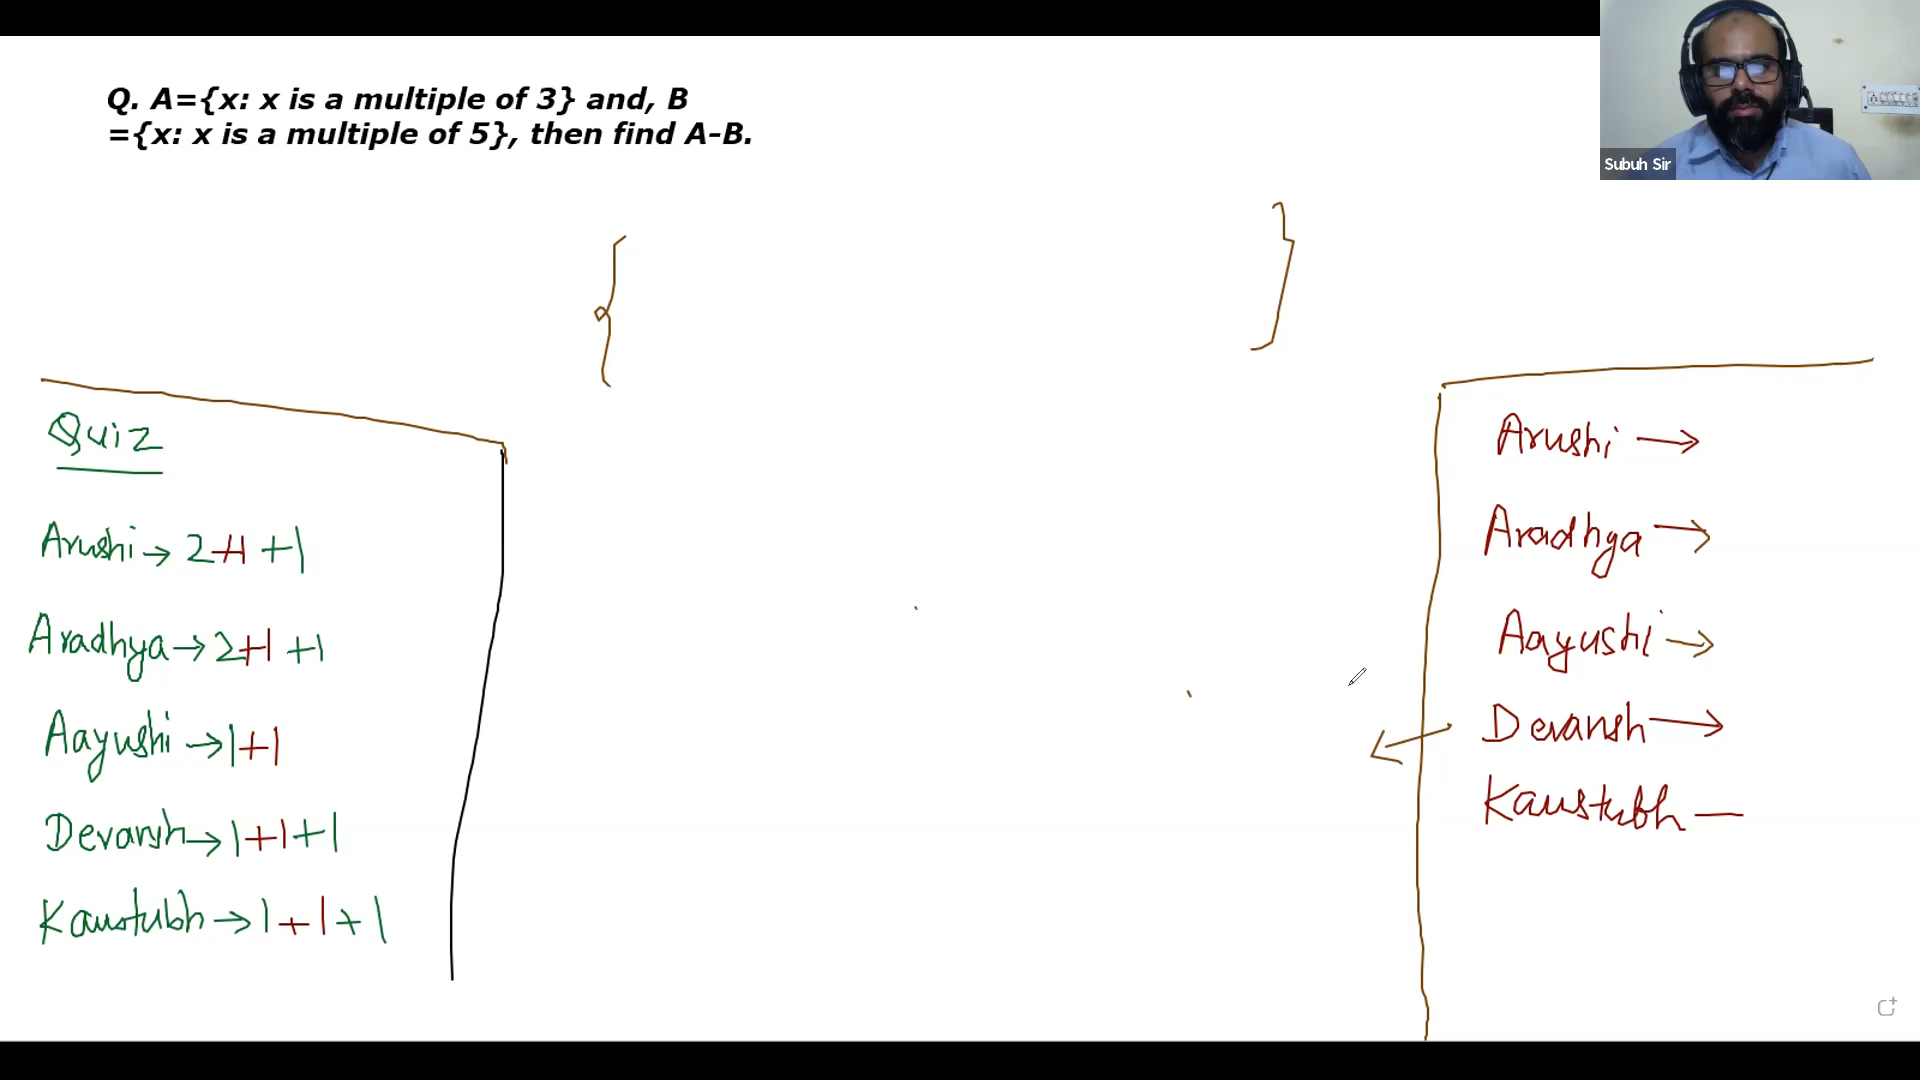 Q. A={x: x is a multiple of 3} and, B
={x: x is a multiple of 5}, then find A-B.
Subuh Sir
{ }
Quiz
Arushi → 2+1 +1
Aradhya → 2+1 +1
Aayushi → 1+1
Devansh → 1+1+1
Kaustubh → 1+1+1
Arushi →
Aradhya →
Aayushi →
Devansh →
Kaustubh —